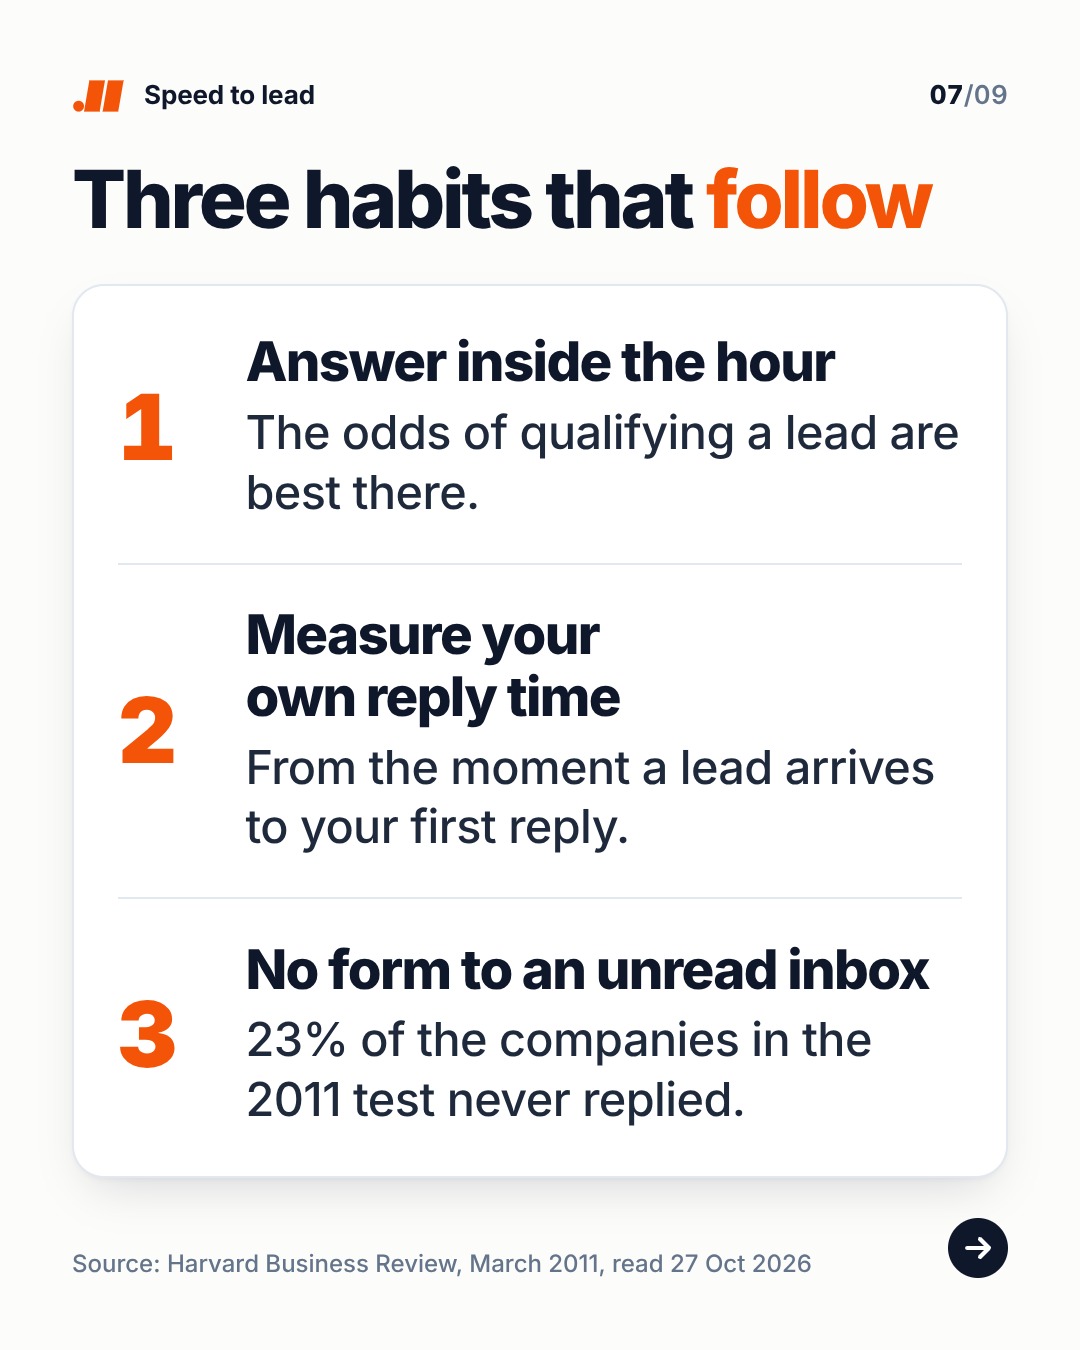 Speed to lead
07/09
Three habits that follow
1
Answer inside the hour
The odds of qualifying a lead are
best there.
2
Measure your
own reply time
From the moment a lead arrives
to your first reply.
3
No form to an unread inbox
23% of the companies in the
2011 test never replied.
Source: Harvard Business Review, March 2011, read 27 Oct 2026